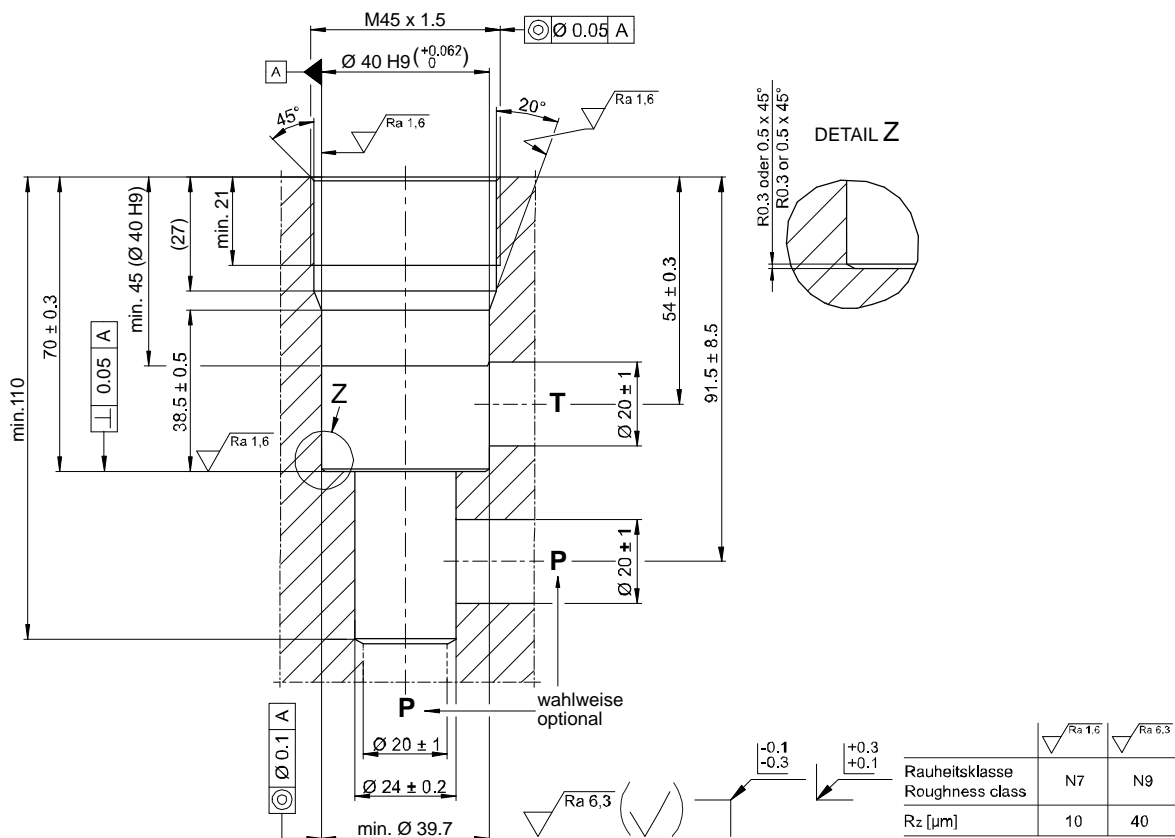 M45 x 1.5
◎ Ø 0.05 A
Ø 40 H9 (+0.062 0)
A
45°
Ra 1,6
20°
Ra 1,6
DETAIL Z
R0.3 oder 0.5 x 45°
R0.3 or 0.5 x 45°
min.110
70 ± 0.3
⊥ 0.05 A
min. 45 (Ø 40 H9)
(27)
38.5 ± 0.5
min. 21
54 ± 0.3
91.5 ± 8.5
Ra 1,6
Z
T
Ø 20 ± 1
P
Ø 20 ± 1
P
wahlweise
optional
◎ Ø 0.1 A
Ø 20 ± 1
Ø 24 ± 0.2
min. Ø 39.7
Ra 6,3
-0.1
-0.3
+0.3
+0.1
Ra 1,6 Ra 6,3
Rauheitsklasse
Roughness class
N7 N9
Rz [µm] 10 40